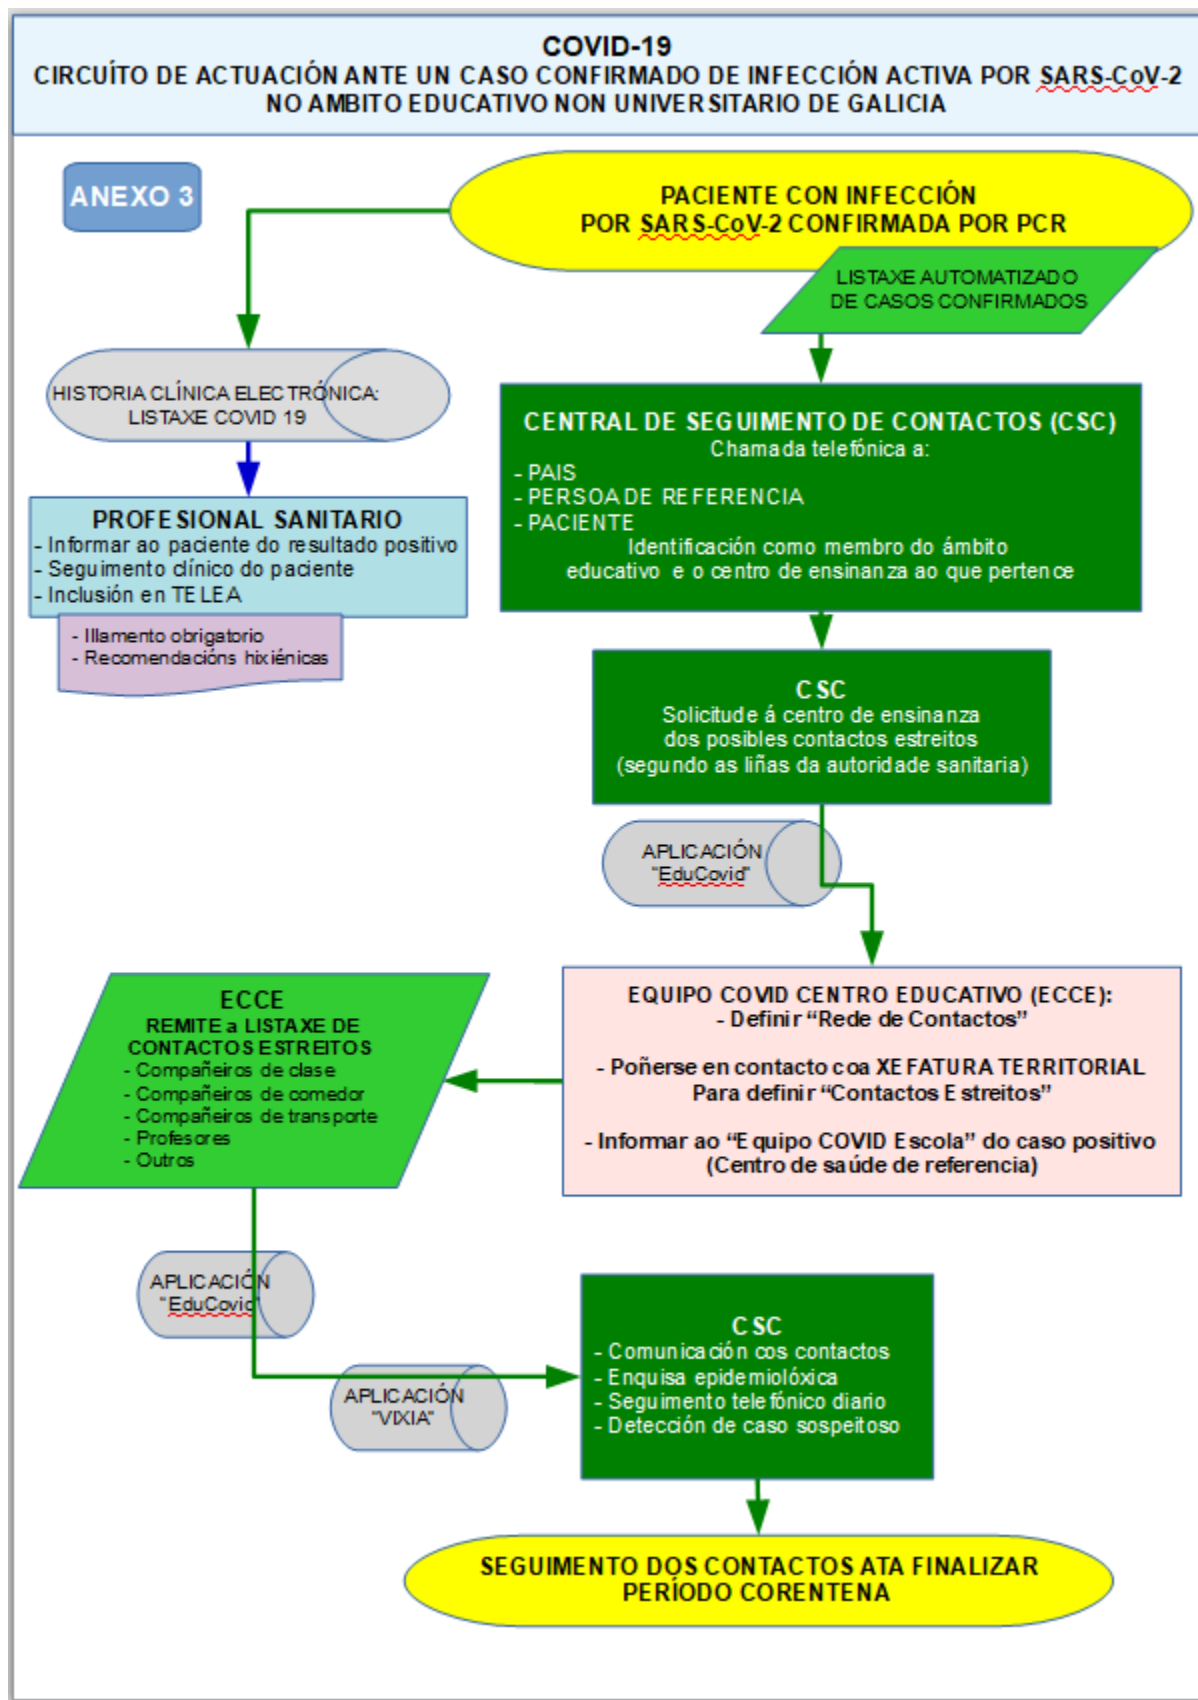 COVID-19
CIRCUÍTO DE ACTUACIÓN ANTE UN CASO CONFIRMADO DE INFECCIÓN ACTIVA POR SARS-CoV-2
NO AMBITO EDUCATIVO NON UNIVERSITARIO DE GALICIA
ANEXO 3
PACIENTE CON INFECCIÓN
POR SARS-CoV-2 CONFIRMADA POR PCR
LISTAXE AUTOMATIZADO
DE CASOS CONFIRMADOS
HISTORIA CLÍNICA ELECTRÓNICA:
LISTAXE COVID 19
PROFESIONAL SANITARIO
- Informar ao paciente do resultado positivo
- Seguimento clínico do paciente
- Inclusión en TELEA
- Illamento obrigatorio
- Recomendacións hixiénicas
CENTRAL DE SEGUIMENTO DE CONTACTOS (CSC)
Chamada telefónica a:
- PAIS
- PERSOA DE REFERENCIA
- PACIENTE
Identificación como membro do ámbito
educativo e o centro de ensinanza ao que pertence
CSC
Solicitude á centro de ensinanza
dos posibles contactos estreitos
(segundo as liñas da autoridade sanitaria)
APLICACIÓN
"EduCovid"
EQUIPO COVID CENTRO EDUCATIVO (ECCE):
- Definir “Rede de Contactos”
- Poñerse en contacto coa XEFATURA TERRITORIAL
Para definir “Contactos Estreitos”
- Informar ao “Equipo COVID Escola” do caso positivo
(Centro de saúde de referencia)
ECCE
REMITE a LISTAXE DE
CONTACTOS ESTREITOS
- Compañeiros de clase
- Compañeiros de comedor
- Compañeiros de transporte
- Profesores
- Outros
APLICACIÓN
"EduCovid"
APLICACIÓN
"VIXIA"
CSC
- Comunicación cos contactos
- Enquisa epidemiolóxica
- Seguimento telefónico diario
- Detección de caso sospeitoso
SEGUIMENTO DOS CONTACTOS ATA FINALIZAR
PERÍODO CORENTENA